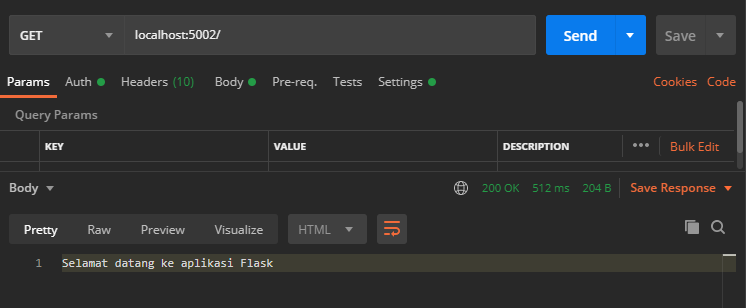 GET localhost:5002/ Send Save
Params Auth Headers (10) Body Pre-req. Tests Settings Cookies Code
Query Params
KEY VALUE DESCRIPTION ••• Bulk Edit
Body 200 OK 512 ms 204 B Save Response
Pretty Raw Preview Visualize HTML
1 Selamat datang ke aplikasi Flask